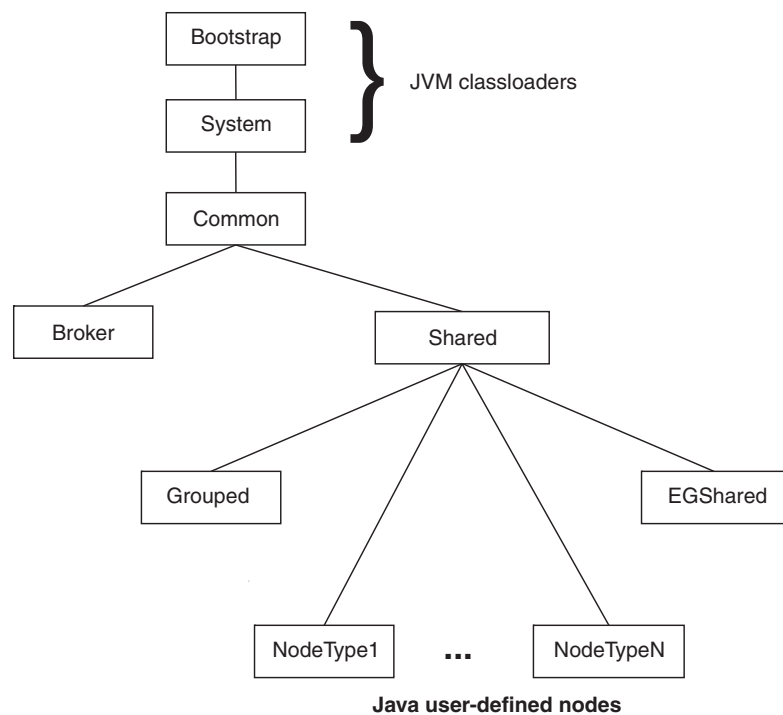 Bootstrap
JVM classloaders
System
Common
Broker
Shared
Grouped
EGShared
NodeType1
...
NodeTypeN
Java user-defined nodes